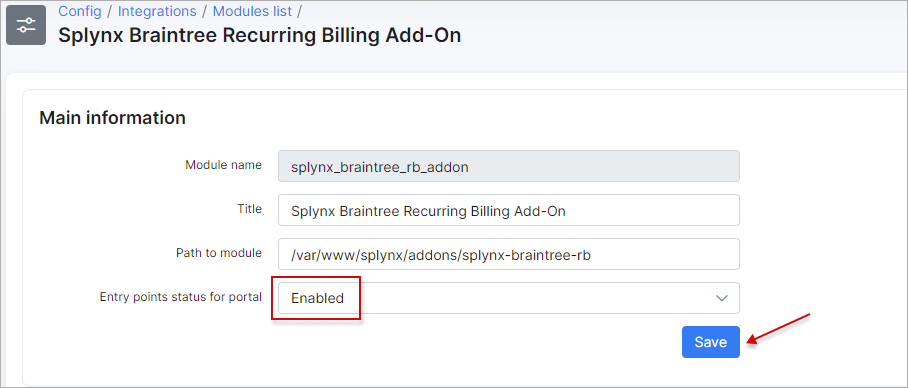 Config / Integrations / Modules list /
Splynx Braintree Recurring Billing Add-On
Main information
Module name splynx_braintree_rb_addon
Title Splynx Braintree Recurring Billing Add-On
Path to module /var/www/splynx/addons/splynx-braintree-rb
Entry points status for portal Enabled
Save